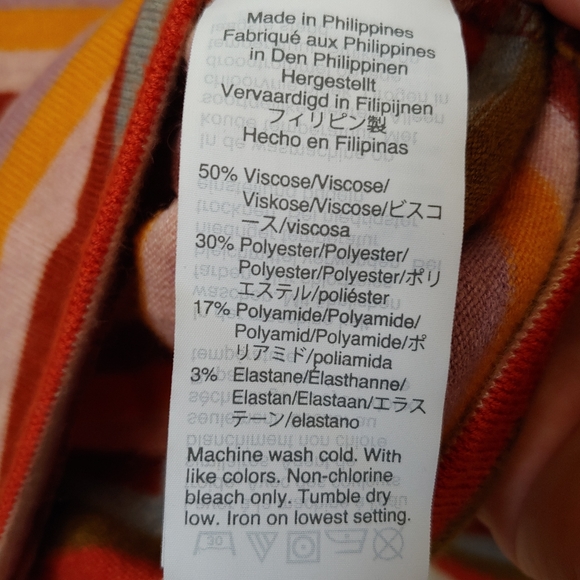 Made in Philippines
Fabriqué aux Philippines
in Den Philippinen
Hergestellt
Vervaardigd in Filipijnen
フィリピン製
Hecho en Filipinas
50% Viscose/Viscose/
Viskose/Viscose/ビスコ
ース/viscosa
30% Polyester/Polyester/
Polyester/Polyester/ポリ
エステル/poliéster
17% Polyamide/Polyamide/
Polyamid/Polyamide/ポ
リアミド/poliamida
3% Elastane/Élasthanne/
Elastan/Elastaan/エラス
テーン/elastano
Machine wash cold. With
like colors. Non-chlorine
bleach only. Tumble dry
low. Iron on lowest setting.
30